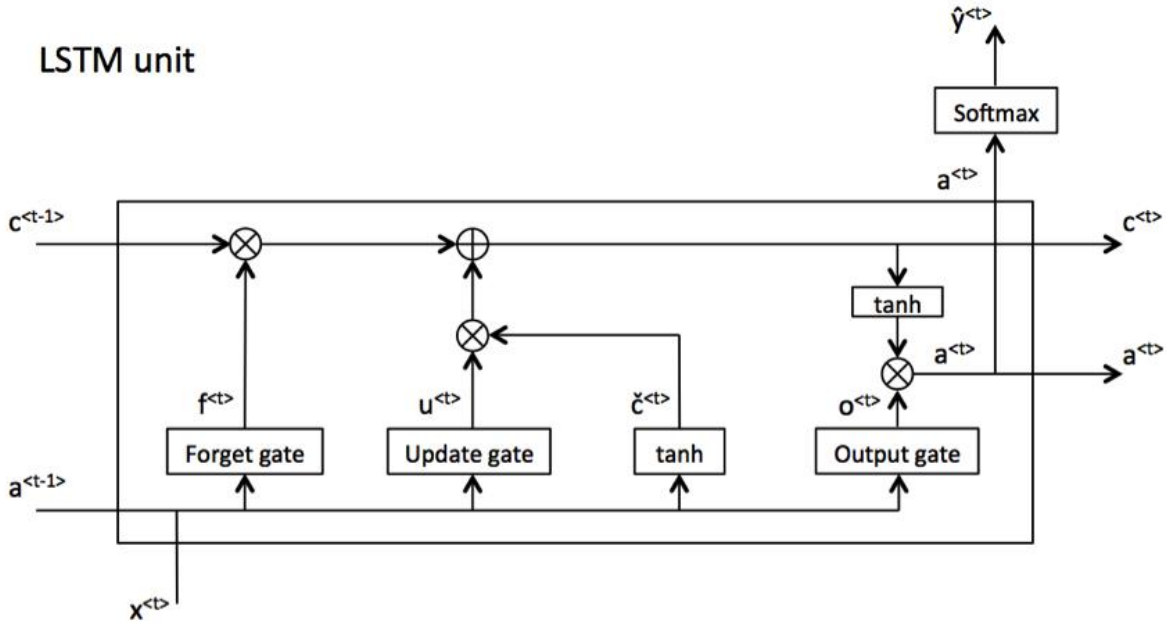 LSTM unit
ŷ<t>
Softmax
a<t>
c<t-1>
c<t>
tanh
a<t>
a<t>
f<t>
u<t>
č<t>
o<t>
Forget gate
Update gate
tanh
Output gate
a<t-1>
x<t>